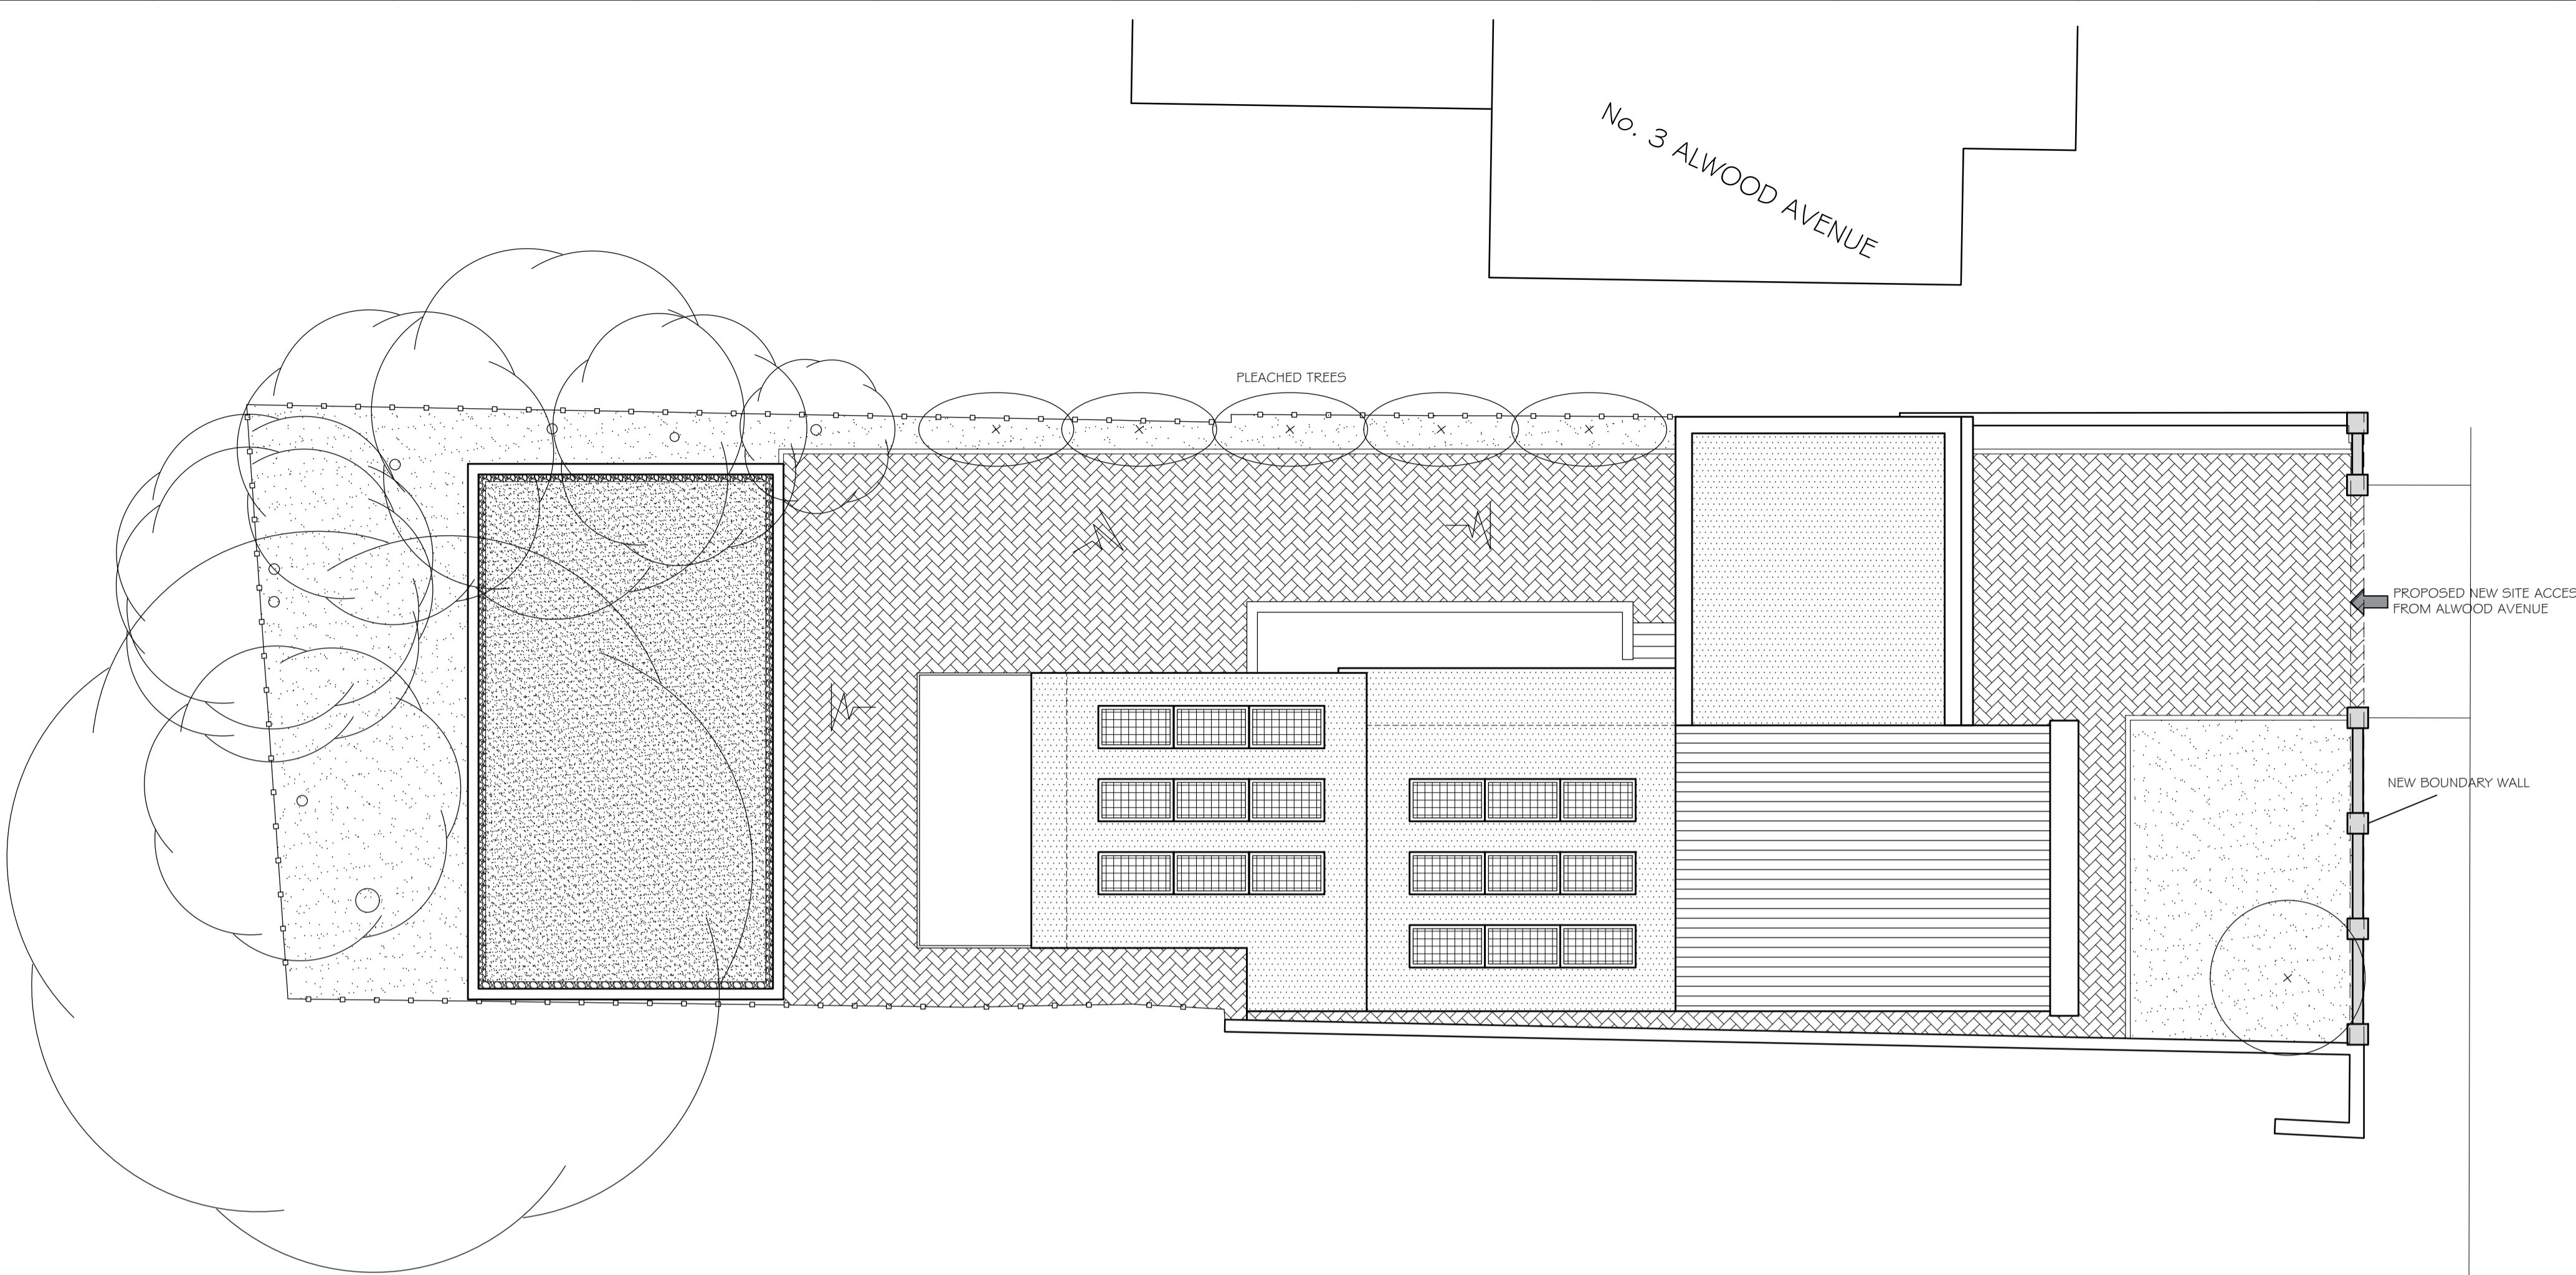 No. 3 ALWOOD AVENUE
PLEACHED TREES
PROPOSED NEW SITE ACCES
FROM ALWOOD AVENUE
NEW BOUNDARY WALL